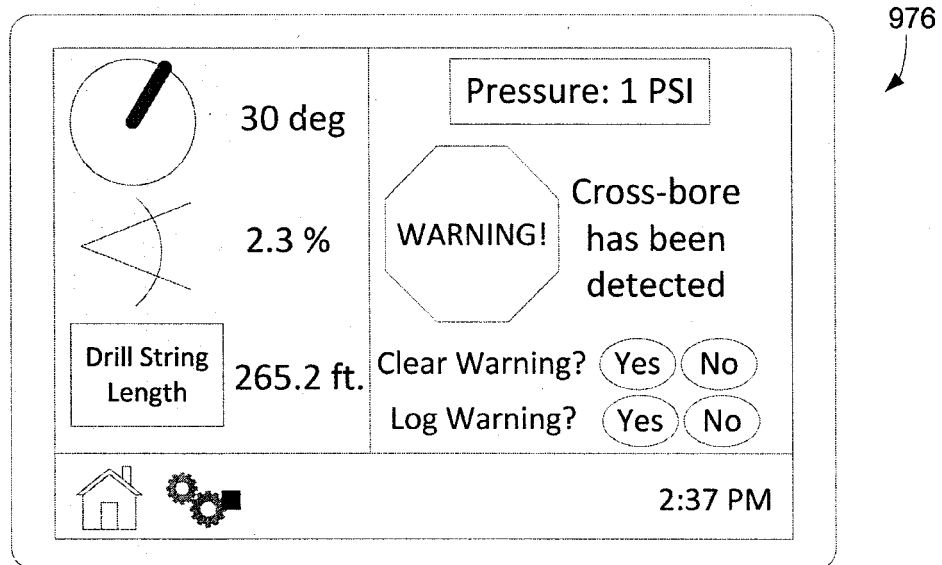 976
30 deg
2.3 %
Drill String
Length
265.2 ft.
Pressure: 1 PSI
WARNING!
Cross-bore
has been
detected
Clear Warning? Yes No
Log Warning? Yes No
2:37 PM